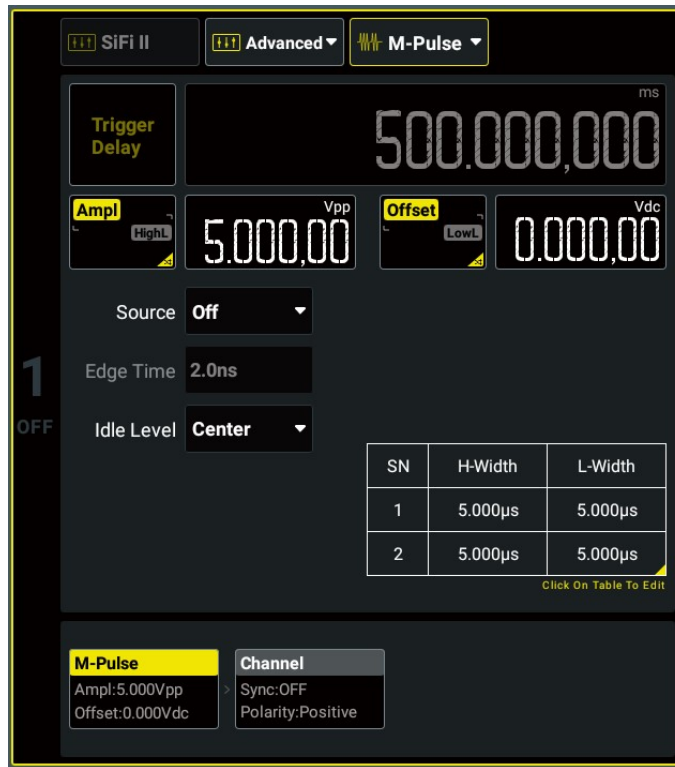 SiFi II Advanced M-Pulse
Trigger
Delay
ms
500.000,000
Ampl
HighL
Vpp
5.000,00
Offset
LowL
Vdc
0.000,00
Source Off
Edge Time 2.0ns
Idle Level Center
1
OFF
SN H-Width L-Width
1 5.000µs 5.000µs
2 5.000µs 5.000µs
Click On Table To Edit
M-Pulse
Ampl:5.000Vpp
Offset:0.000Vdc
>
Channel
Sync:OFF
Polarity:Positive